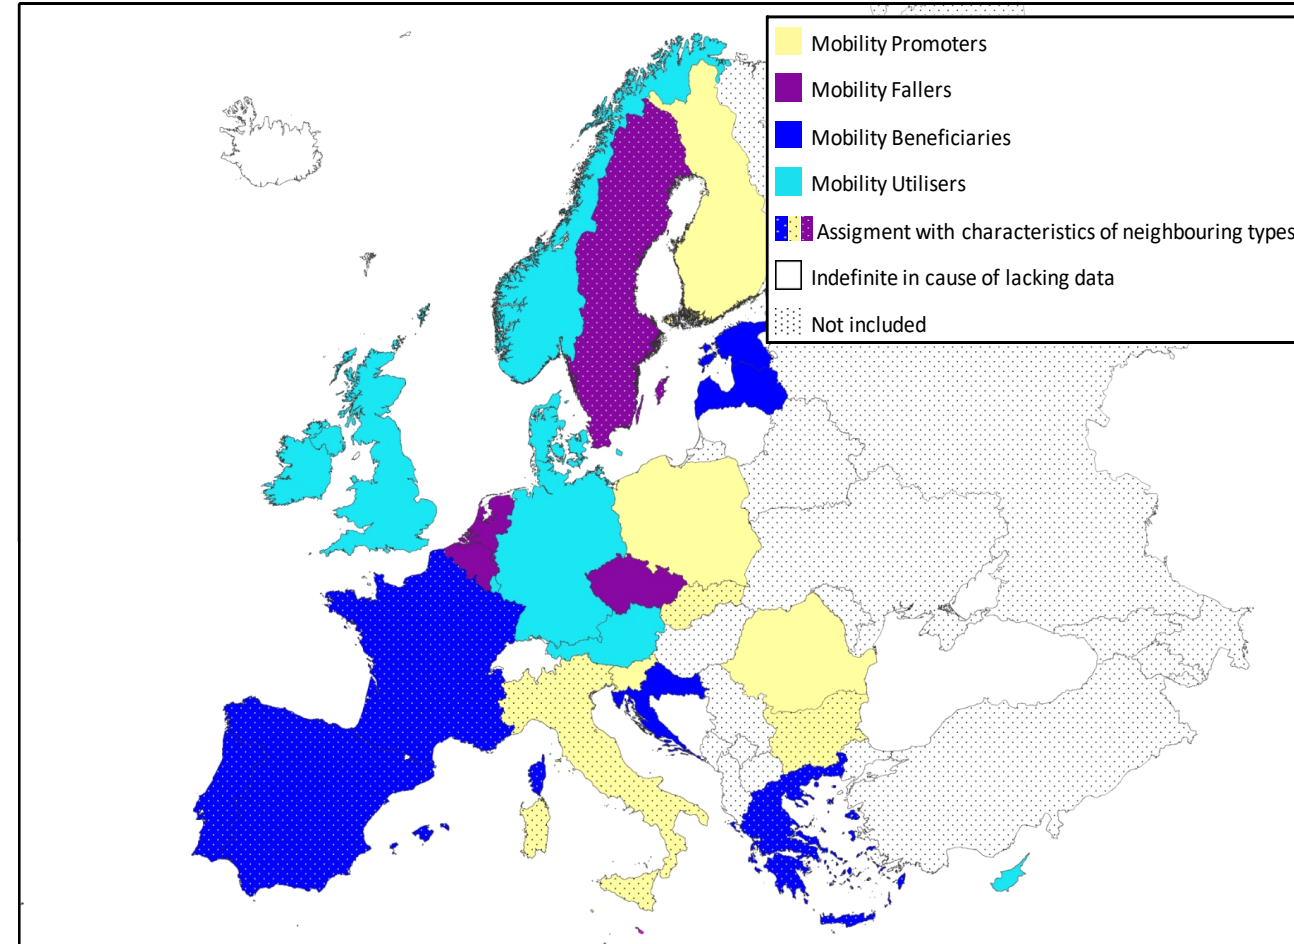 Mobility Promoters
Mobility Fallers
Mobility Beneficiaries
Mobility Utilisers
Assigment with characteristics of neighbouring types
Indefinite in cause of lacking data
Not included